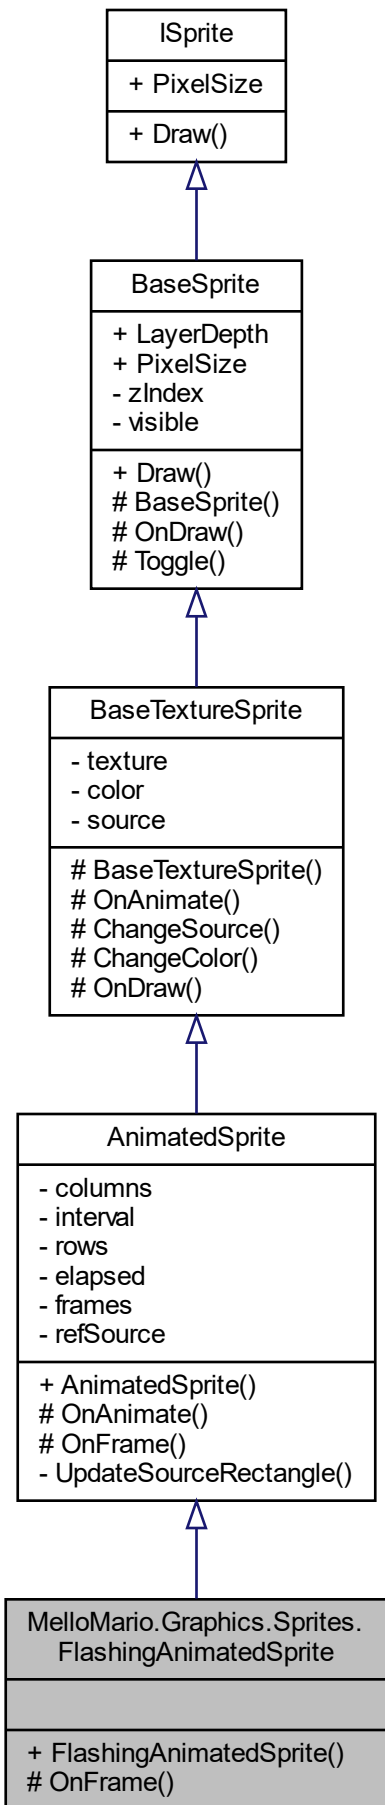 ISprite
+ PixelSize
+ Draw()
BaseSprite
+ LayerDepth
+ PixelSize
- zIndex
- visible
+ Draw()
# BaseSprite()
# OnDraw()
# Toggle()
BaseTextureSprite
- texture
- color
- source
# BaseTextureSprite()
# OnAnimate()
# ChangeSource()
# ChangeColor()
# OnDraw()
AnimatedSprite
- columns
- interval
- rows
- elapsed
- frames
- refSource
+ AnimatedSprite()
# OnAnimate()
# OnFrame()
- UpdateSourceRectangle()
MelloMario.Graphics.Sprites.
FlashingAnimatedSprite
+ FlashingAnimatedSprite()
# OnFrame()